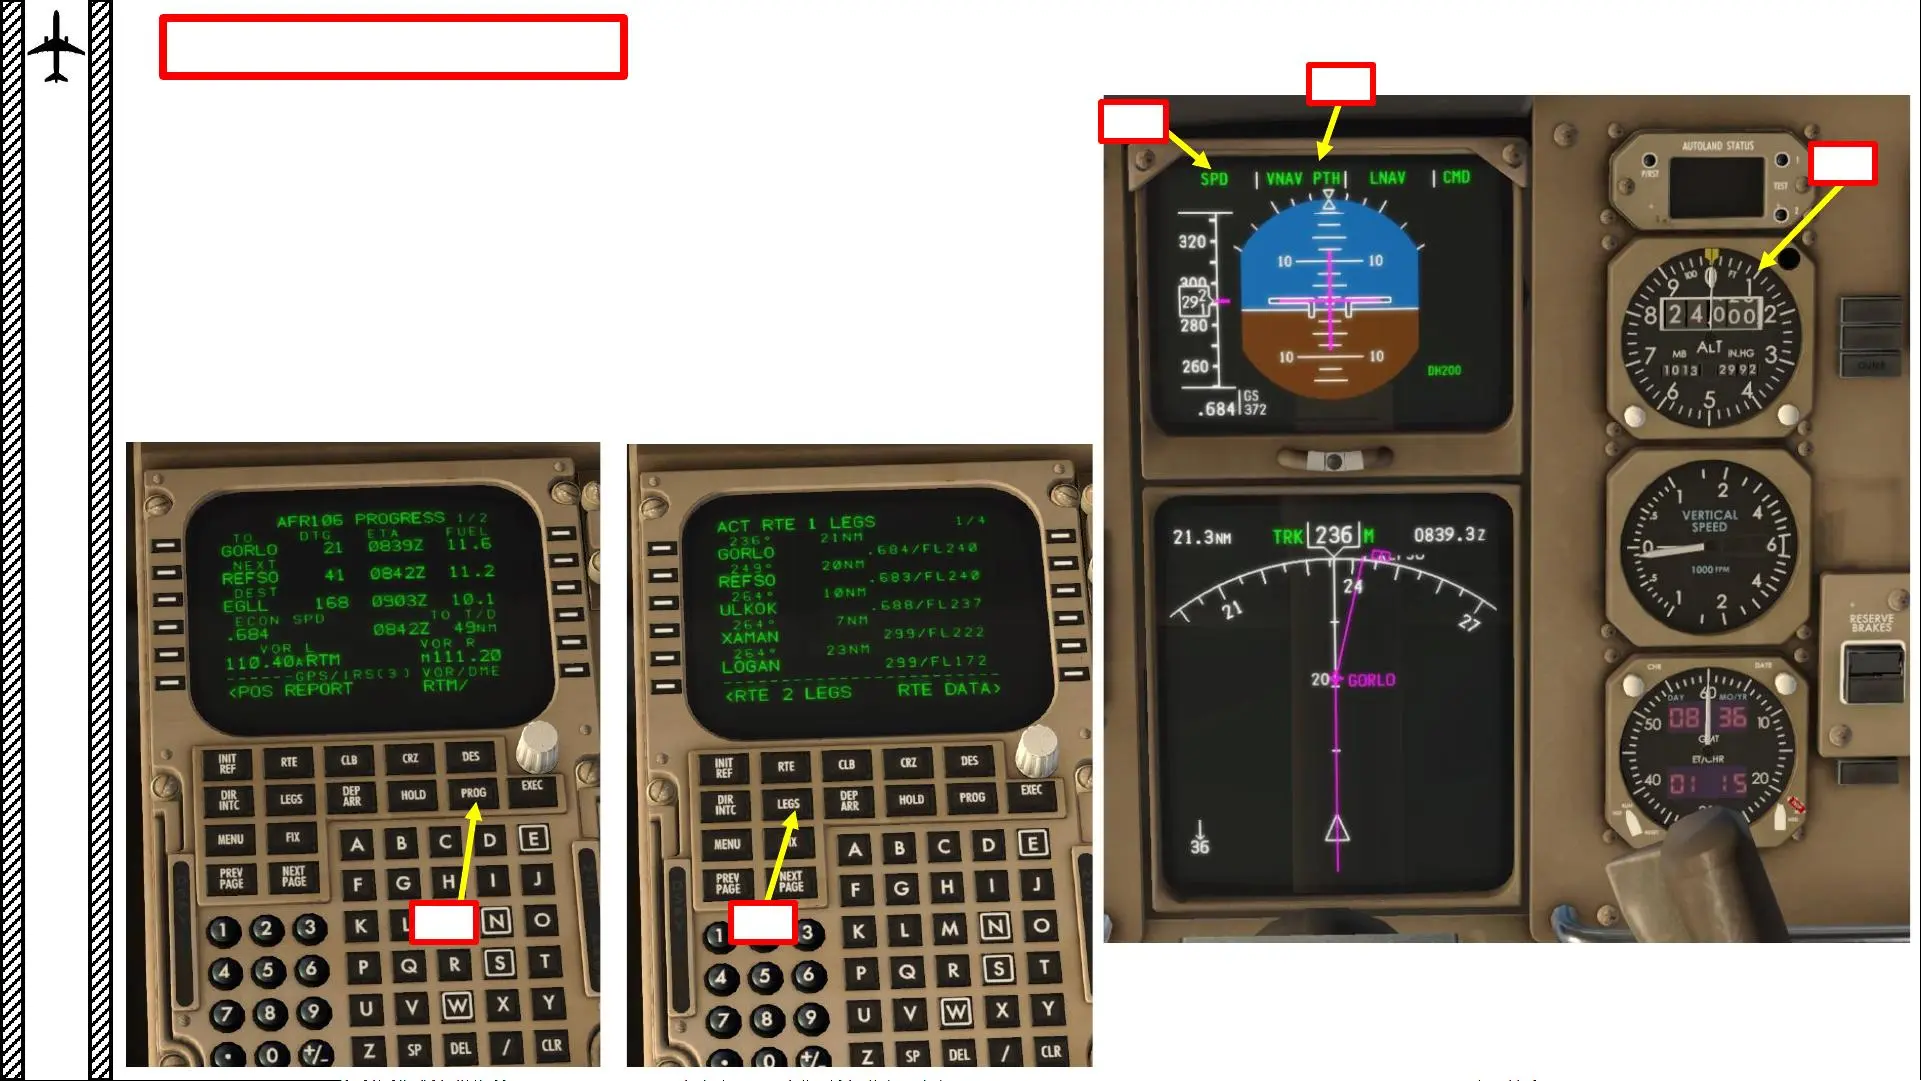 AFR106 PROGRESS 1/2
TO DTG ETA FUEL
GORLO 21 0839Z 11.6
NEXT
REFSO 41 0842Z 11.2
DEST
EGLL 168 0903Z 10.1
ECON SPD TO T/D
.684 0842Z 49NM
VOR L VOR R
110.40ARTM M111.20
------GPS/IRS(3) VOR/DME
<POS REPORT RTM/
INIT REF RTE CLB CRZ DES
DIR INTC LEGS DEP ARR HOLD PROG EXEC
MENU FIX
PREV PAGE NEXT PAGE
A B C D E
F G H I J
K L N O
P Q R S T
U V W X Y
Z SP DEL / CLR
1 2 3
4 5 6
7 8 9
. 0 +/-
ACT RTE 1 LEGS 1/4
236° 21NM
GORLO .684/FL240
249° 20NM
REFSO .683/FL240
264° 10NM
ULKOK .688/FL237
264° 7NM
XAMAN 299/FL222
264° 23NM
LOGAN 299/FL172
<RTE 2 LEGS RTE DATA>
INIT REF RTE CLB CRZ DES
DIR INTC LEGS DEP ARR HOLD PROG EXEC
MENU
PREV PAGE NEXT PAGE
A B C D E
F G H I J
K L M N O
P Q R S T
U V W X Y
Z SP DEL / CLR
1 3
4 5 6
7 8 9
. 0 +/-
SPD | VNAV PTH | LNAV | CMD
320
300
292
1
280
260
10 10
10 10
DH200
.684 GS 372
21.3NM TRK 236 M 0839.3Z
21 24 27
20 GORLO
36
AUTOLAND STATUS
P/RST
1
TEST
2
100 FT
0 1 2 3 4 5 6 7 8 9
24000
ALT
MB IN.HG
1013 2992
VERTICAL SPEED
1000 FPM
0 .5 1 2 4 6
.5 1 2 4
RESERVE BRAKES
CHR DATE
DAY MO/YR
60 10 20 40 50
08 36
GMT
ET/CHR
01 15